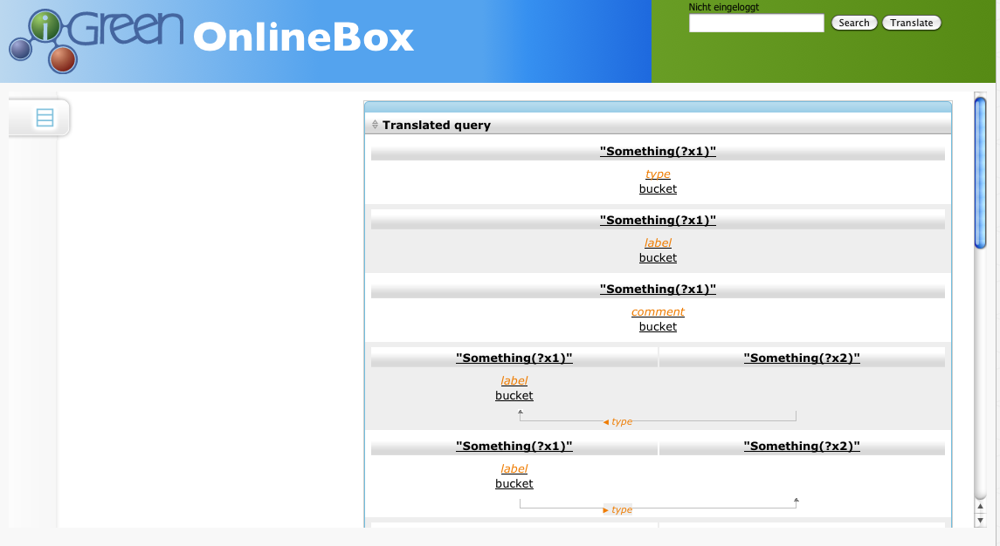 Nicht eingeloggt
iGreen OnlineBox
Search Translate
Translated query
"Something(?x1)"
type
bucket
"Something(?x1)"
label
bucket
"Something(?x1)"
comment
bucket
"Something(?x1)" "Something(?x2)"
label
bucket
◂ type
"Something(?x1)" "Something(?x2)"
label
bucket
▸ type